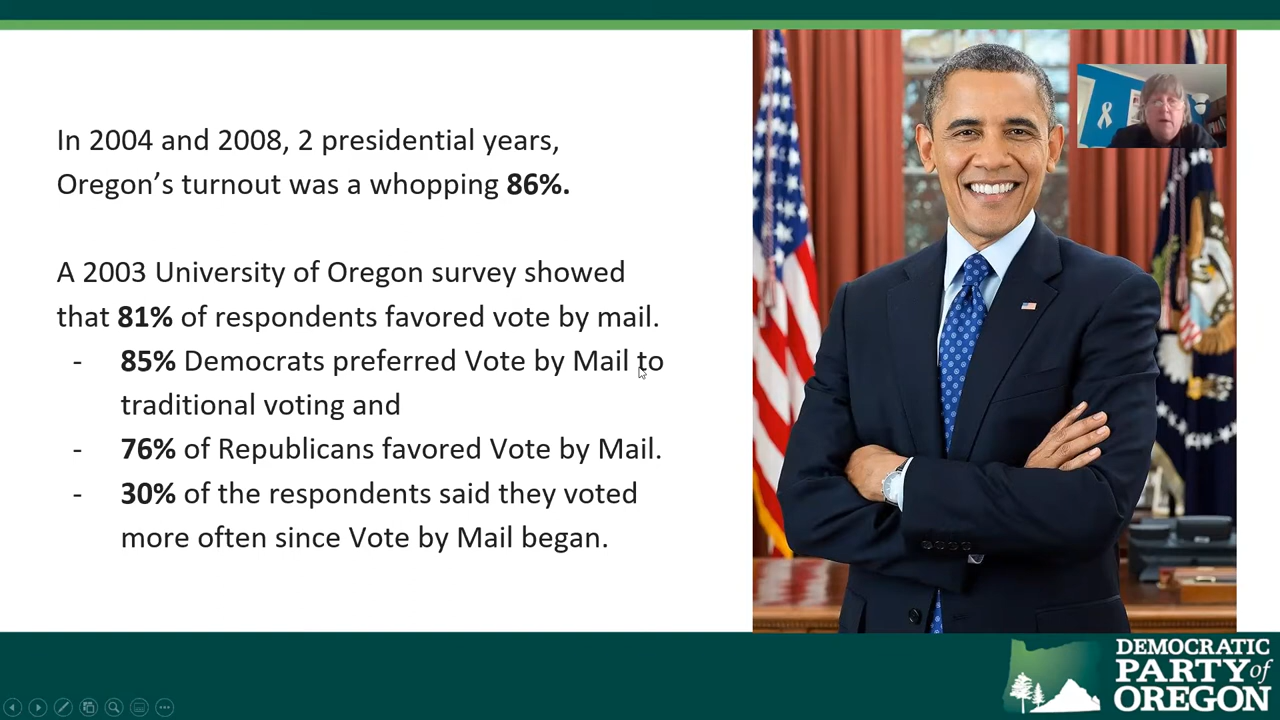 In 2004 and 2008, 2 presidential years,
Oregon’s turnout was a whopping 86%.
A 2003 University of Oregon survey showed
that 81% of respondents favored vote by mail.
- 85% Democrats preferred Vote by Mail to
traditional voting and
- 76% of Republicans favored Vote by Mail.
- 30% of the respondents said they voted
more often since Vote by Mail began.
DEMOCRATIC
PARTY of
OREGON